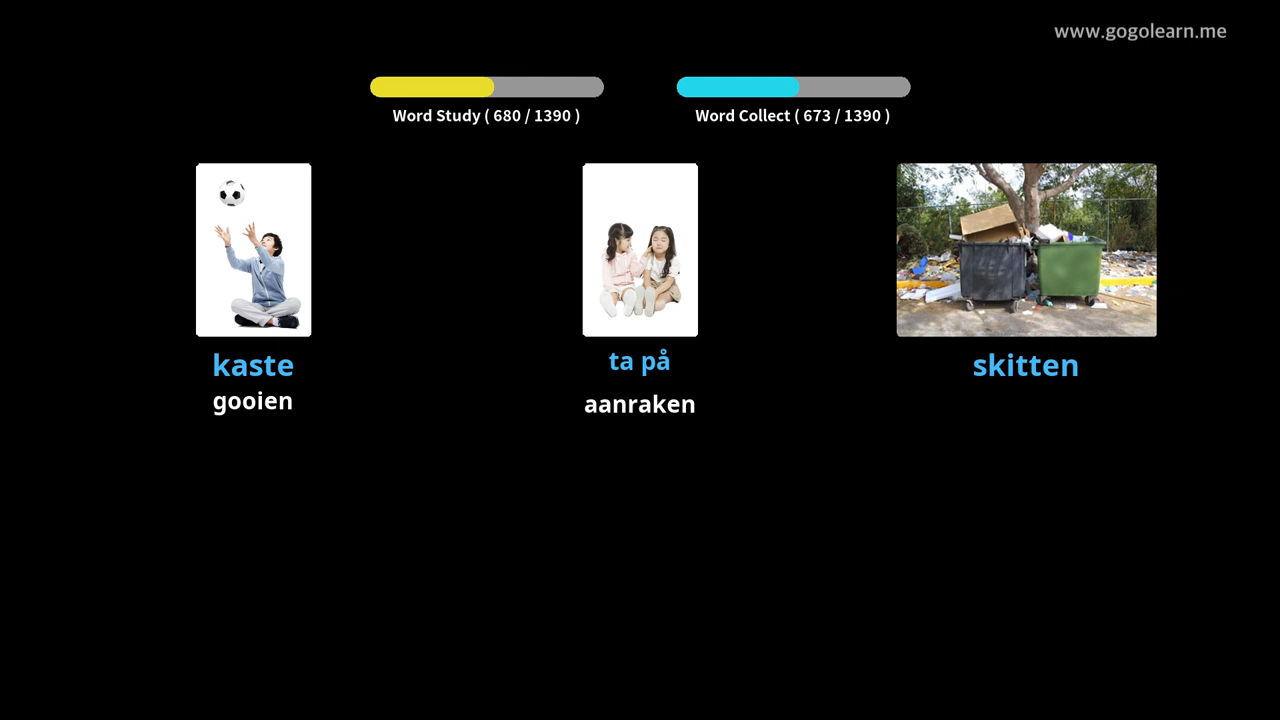 www.gogolearn.me
Word Study ( 680 / 1390 )
Word Collect ( 673 / 1390 )
kaste
gooien
ta på
aanraken
skitten